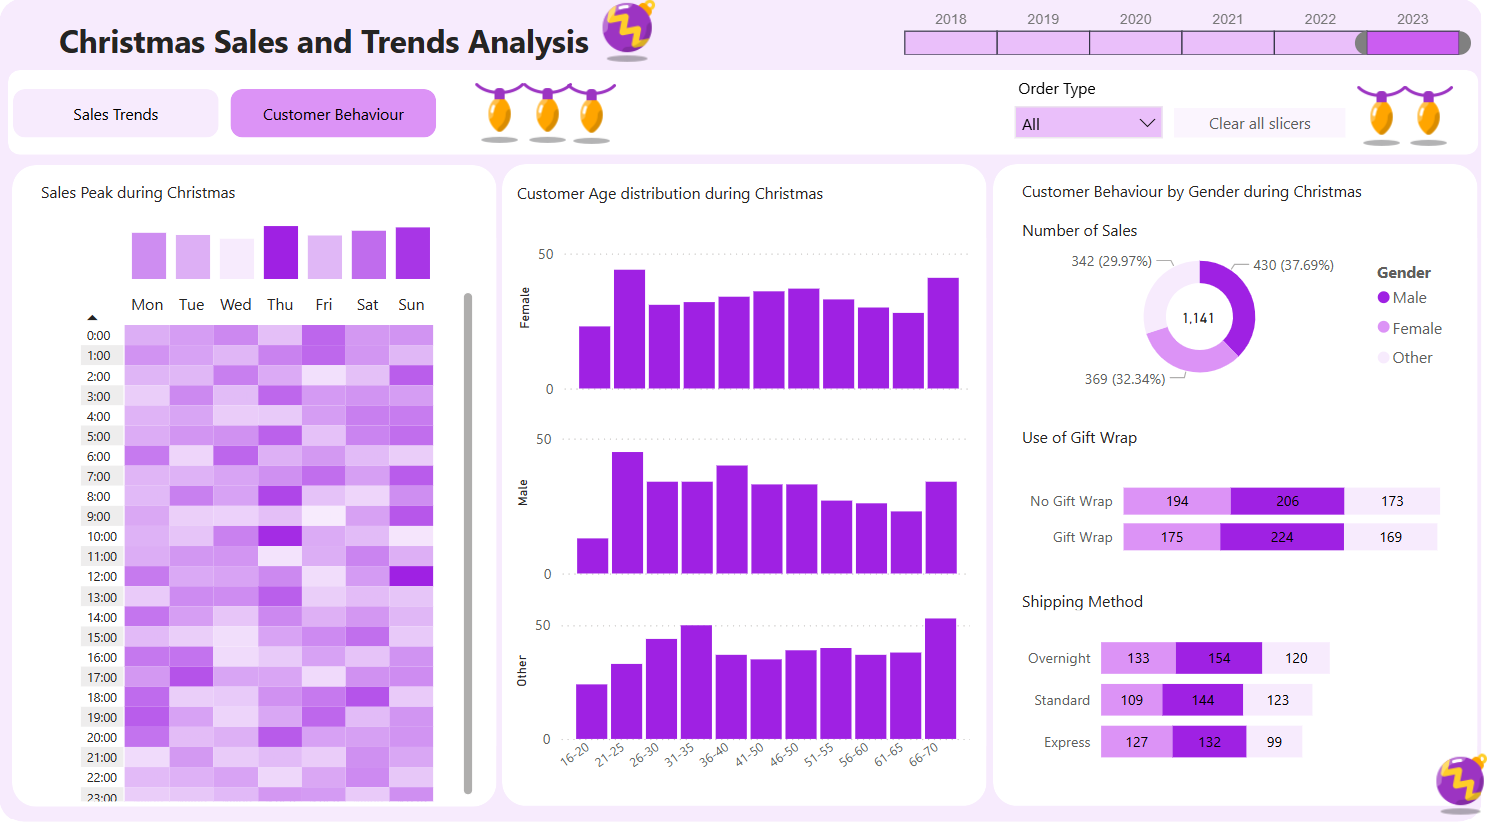 Christmas Sales and Trends Analysis
2018 2019 2020 2021 2022 2023
Sales Trends
Customer Behaviour
Order Type
All
Clear all slicers
Sales Peak during Christmas
Mon Tue Wed Thu Fri Sat Sun
0:00
1:00
2:00
3:00
4:00
5:00
6:00
7:00
8:00
9:00
10:00
11:00
12:00
13:00
14:00
15:00
16:00
17:00
18:00
19:00
20:00
21:00
22:00
23:00
Customer Age distribution during Christmas
50
Female
0
50
Male
0
50
Other
0
16-20 21-25 26-30 31-35 36-40 41-50 46-50 51-55 56-60 61-65 66-70
Customer Behaviour by Gender during Christmas
Number of Sales
342 (29.97%)
430 (37.69%)
1,141
369 (32.34%)
Gender
Male
Female
Other
Use of Gift Wrap
No Gift Wrap 194 206 173
Gift Wrap 175 224 169
Shipping Method
Overnight 133 154 120
Standard 109 144 123
Express 127 132 99